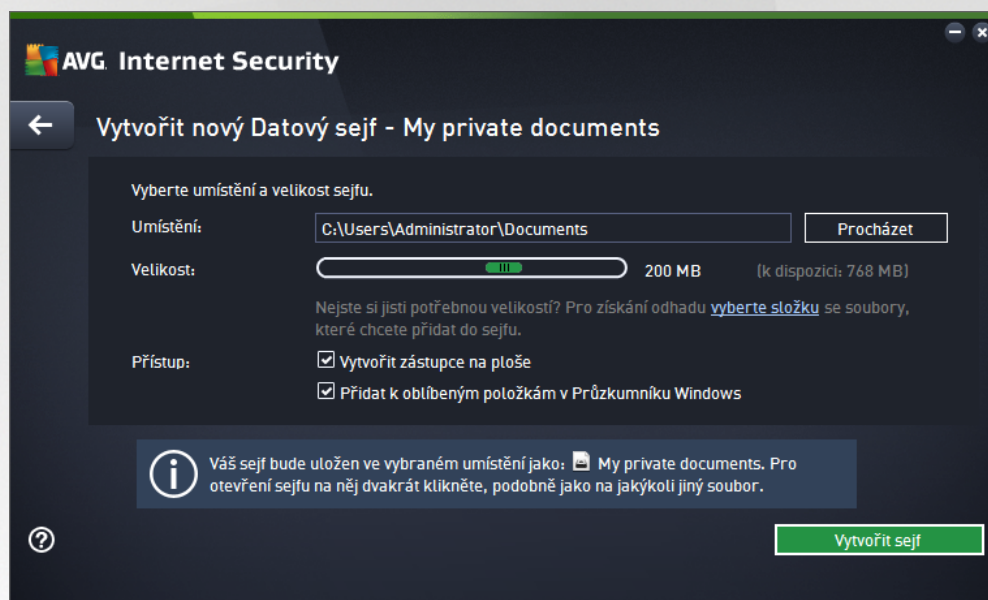 AVG. Internet Security
Vytvořit nový Datový sejf - My private documents
Vyberte umístění a velikost sejfu.
Umístění:
C:\Users\Administrator\Documents
Procházet
Velikost:
200 MB
(k dispozici: 768 MB)
Nejste si jisti potřebnou velikostí? Pro získání odhadu vyberte složku se soubory,
které chcete přidat do sejfu.
Přístup:
Vytvořit zástupce na ploše
Přidat k oblíbeným položkám v Průzkumníku Windows
Váš sejf bude uložen ve vybraném umístění jako: My private documents. Pro
otevření sejfu na něj dvakrát klikněte, podobně jako na jakýkoli jiný soubor.
Vytvořit sejf